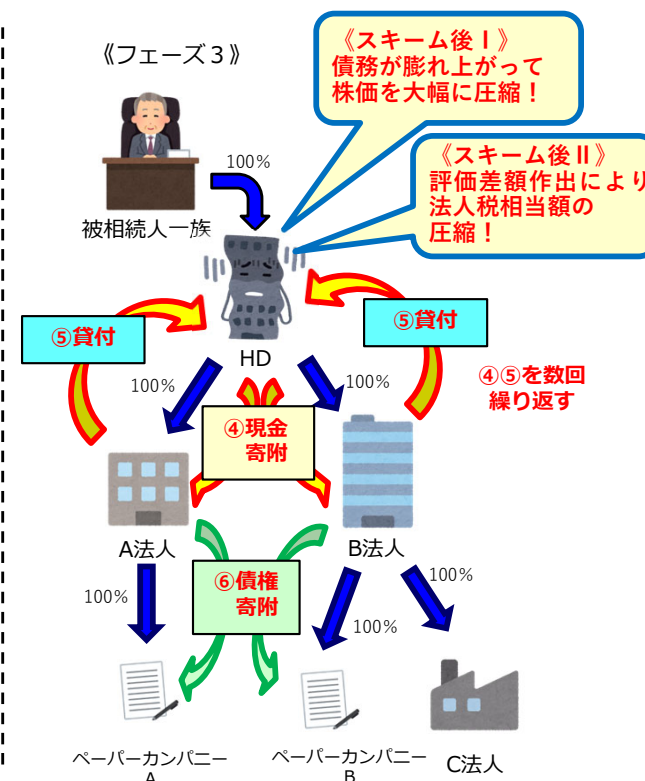 《フェーズ３》
《スキーム後Ⅰ》
債務が膨れ上がって
株価を大幅に圧縮！
《スキーム後Ⅱ》
評価差額作出により
法人税相当額の
圧縮！
100%
被相続人一族
⑤貸付
⑤貸付
HD
100%
100%
④⑤を数回
繰り返す
④現金
寄附
A法人
B法人
⑥債権
寄附
100%
100%
100%
ペーパーカンパニー
A
ペーパーカンパニー
B
C法人